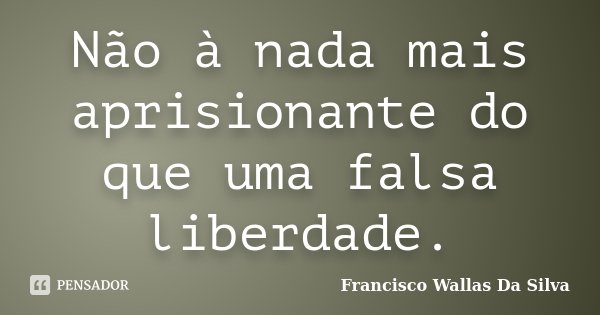 Não à nada mais
aprisionante do
que uma falsa
liberdade.
PENSADOR
Francisco Wallas Da Silva